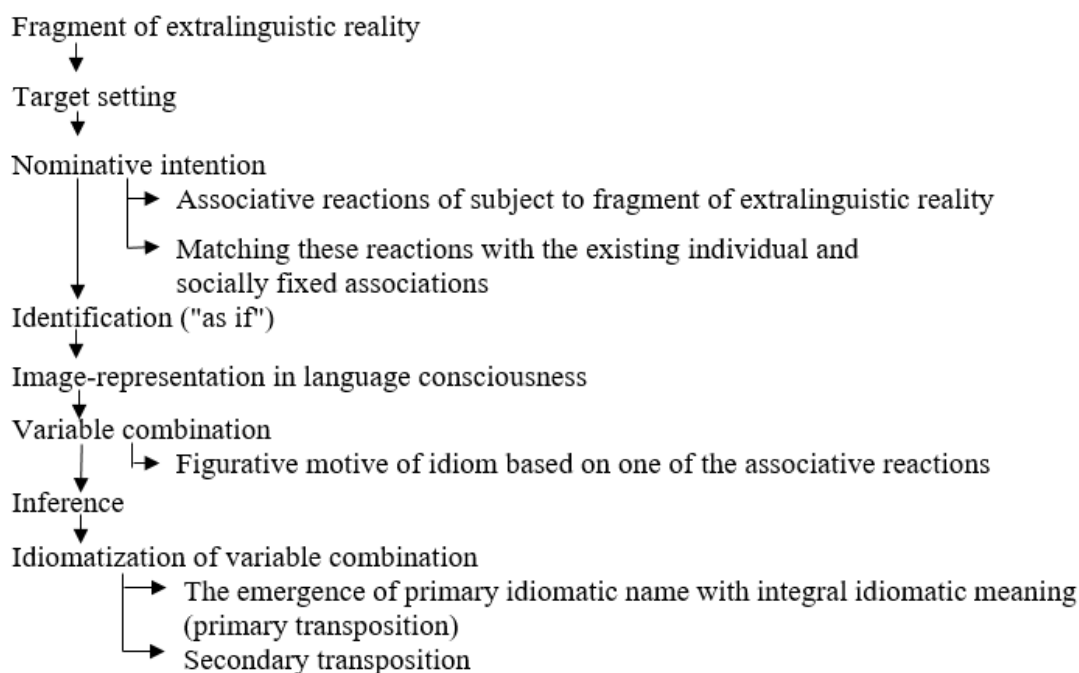 Fragment of extralinguistic reality
Target setting
Nominative intention
Associative reactions of subject to fragment of extralinguistic reality
Matching these reactions with the existing individual and
socially fixed associations
Identification ("as if")
Image-representation in language consciousness
Variable combination
Figurative motive of idiom based on one of the associative reactions
Inference
Idiomatization of variable combination
The emergence of primary idiomatic name with integral idiomatic meaning
(primary transposition)
Secondary transposition